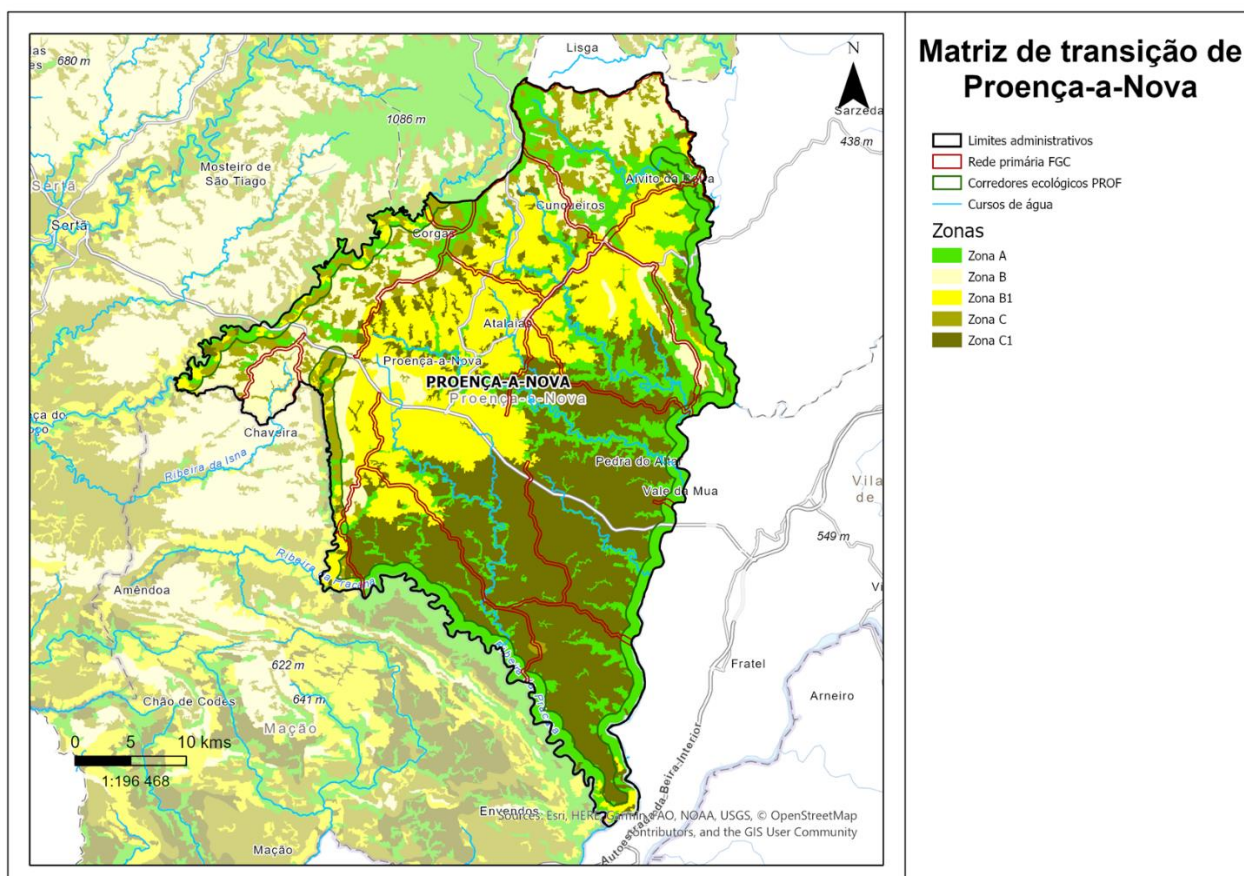 Matriz de transição de
Proença-a-Nova
Limites administrativos
Rede primária FGC
Corredores ecológicos PROF
Cursos de água
Zonas
Zona A
Zona B
Zona B1
Zona C
Zona C1
N
Lisga
680 m
1086 m
Sarzeda
438 m
Mosteiro de
São Tiago
Sertã
Sertã
Cunqueiros
Corgas
Atalaia
Proença-a-Nova
PROENÇA-A-NOVA
Proença-a-Nova
Chaveira
Ribeira da Isna
Pedra do
Vale da Mua
Vila
de
549 m
Amêndoa
622 m
641 m
Chão de Codes
Mação
Fratel
Arneiro
0 5 10 kms
1:196 468
Envendos
Mação
Autoestrada da Beira Interior
Sources: Esri, HERE, Garmin, FAO, NOAA, USGS, © OpenStreetMap
contributors, and the GIS User Community